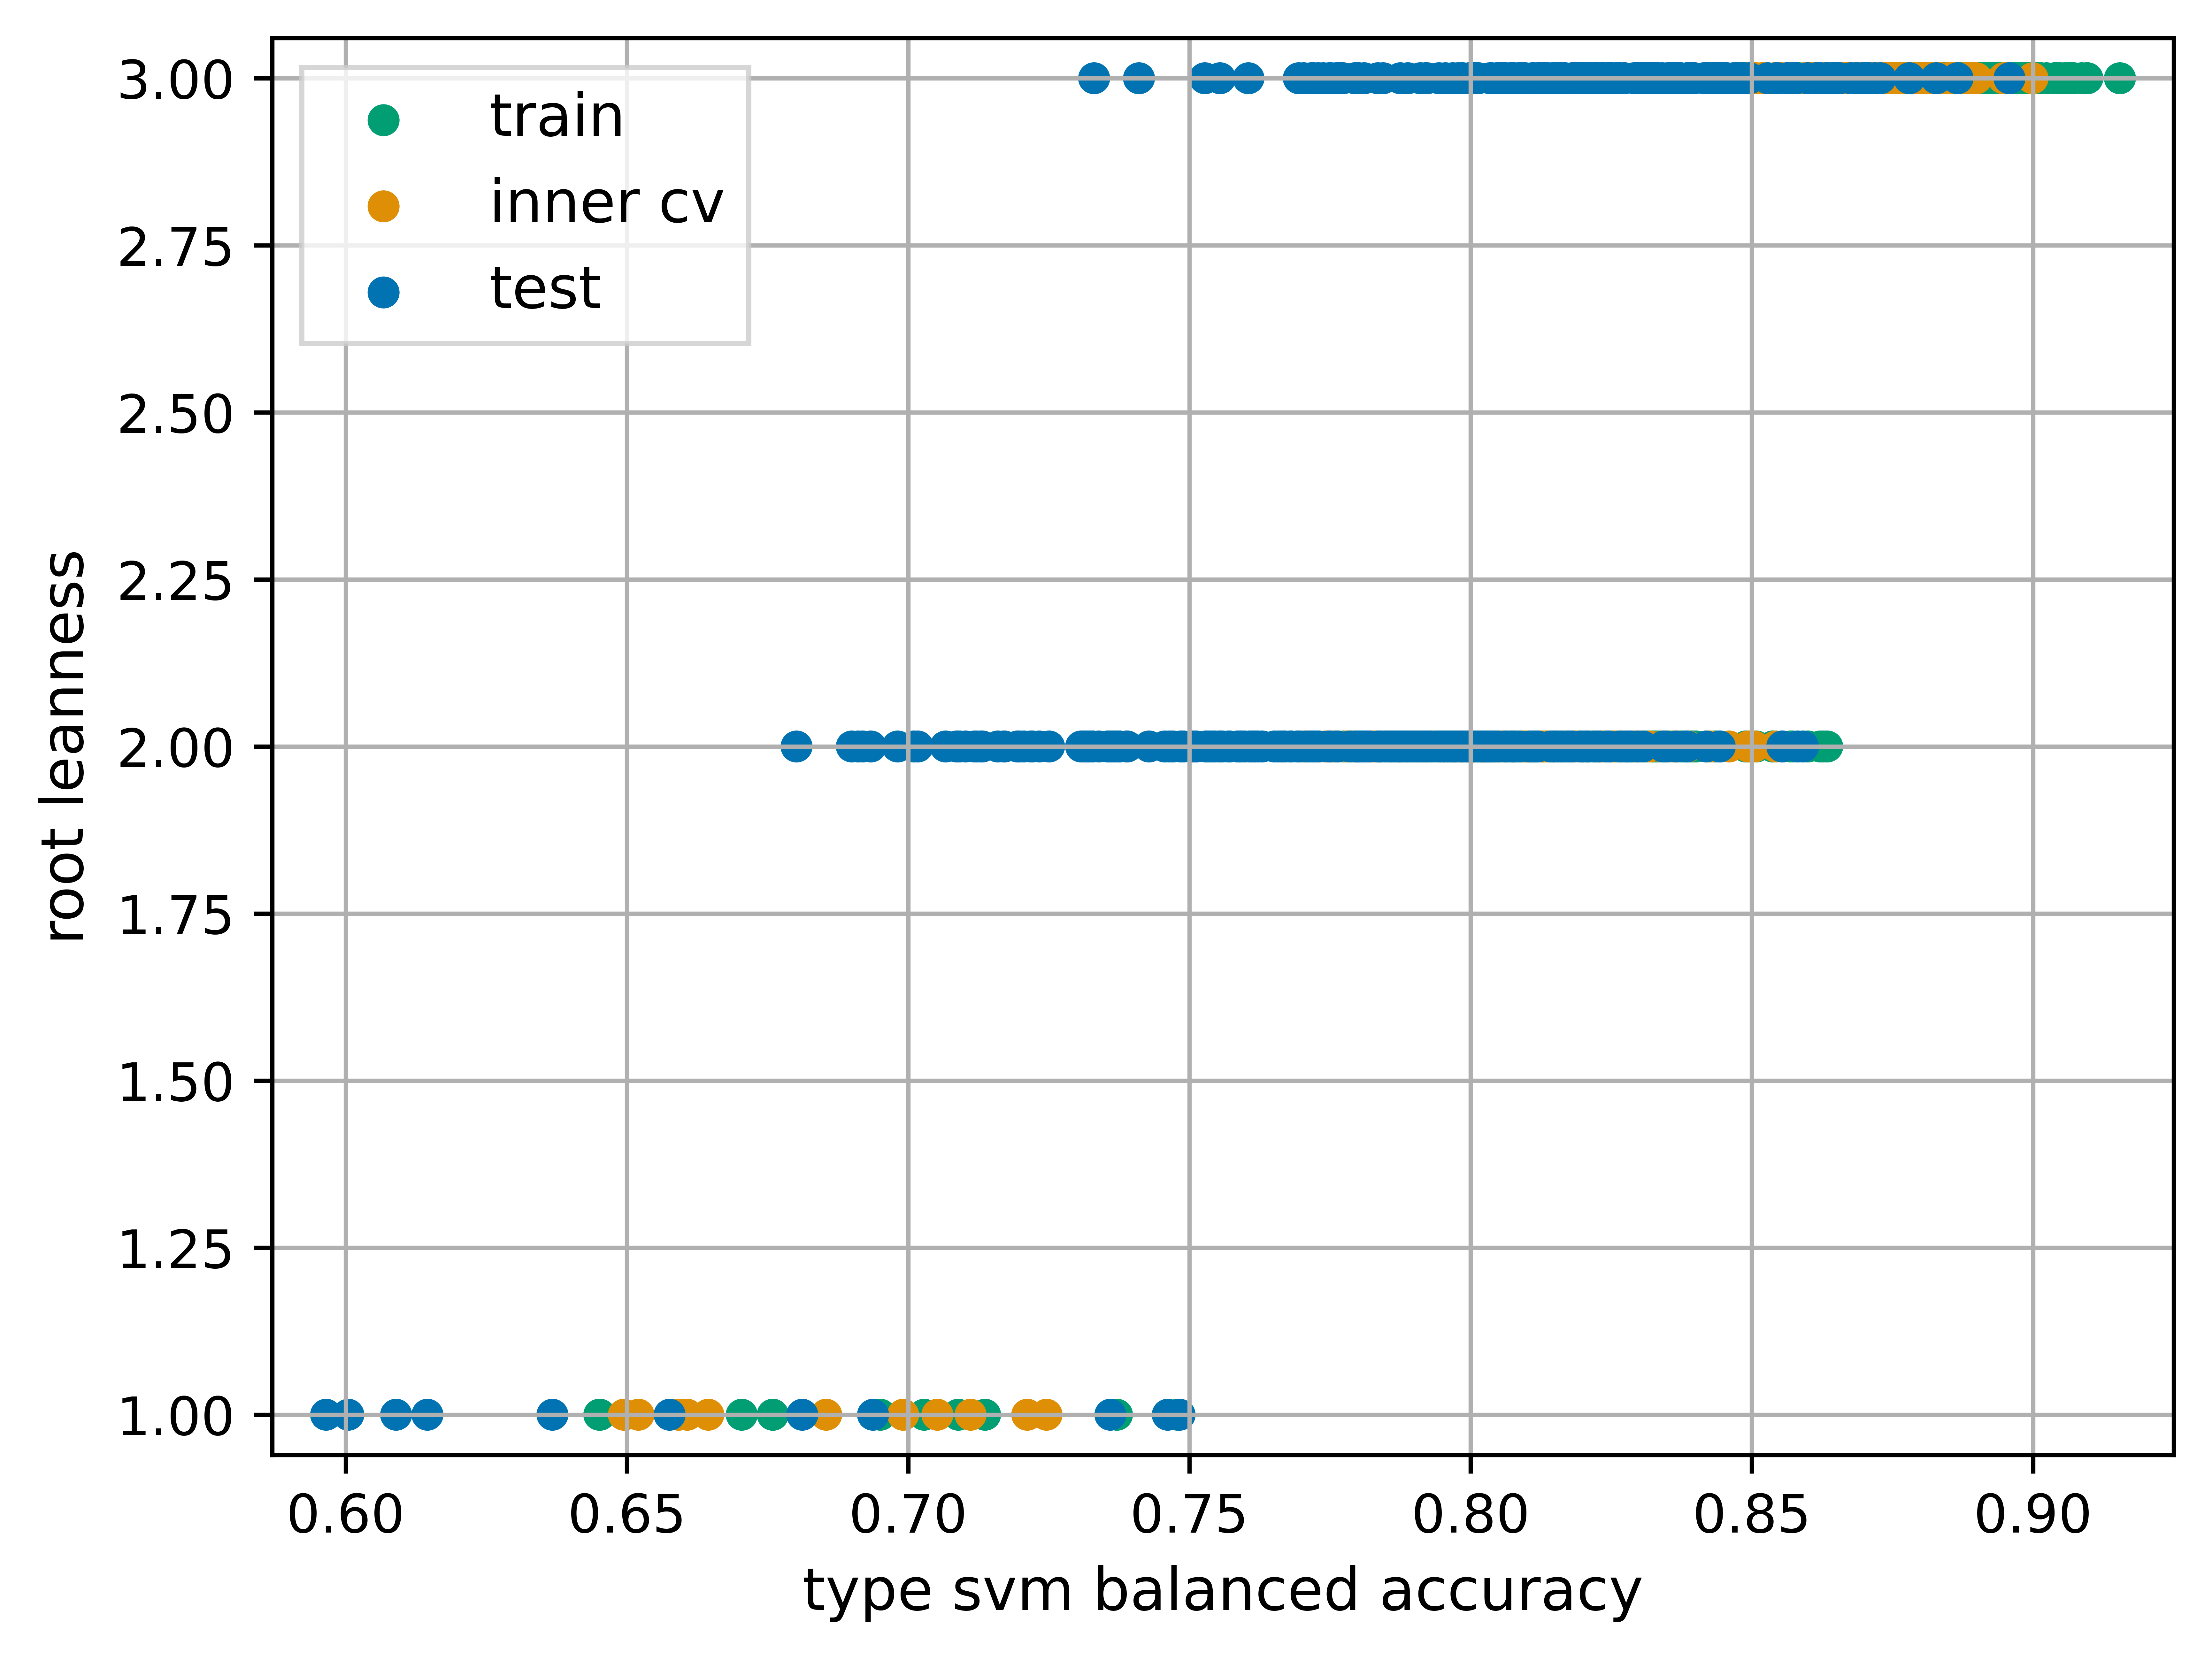 train
inner cv
test
3.00
2.75
2.50
2.25
2.00
1.75
1.50
1.25
1.00
root leanness
0.60 0.65 0.70 0.75 0.80 0.85 0.90
type svm balanced accuracy